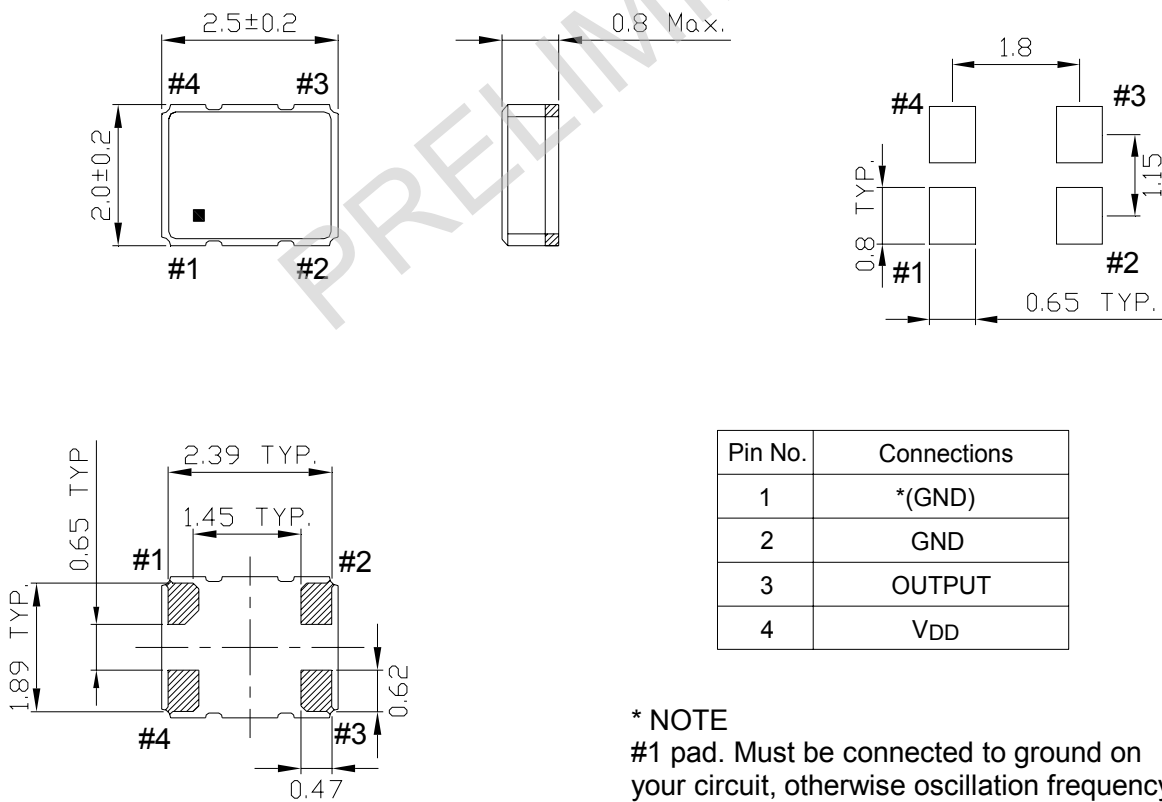 2.5±0.2
0.8 Max.
PRELIM
#4
#3
2.0±0.2
#1
#2
1.8
#4
#3
1.15
0.8 TYP.
#1
#2
0.65 TYP.
2.39 TYP.
1.45 TYP.
0.65 TYP
#1
#2
1.89 TYP.
0.62
#4
#3
0.47
Pin No. Connections
1 *(GND)
2 GND
3 OUTPUT
4 VDD
* NOTE
#1 pad. Must be connected to ground on
your circuit, otherwise oscillation frequency